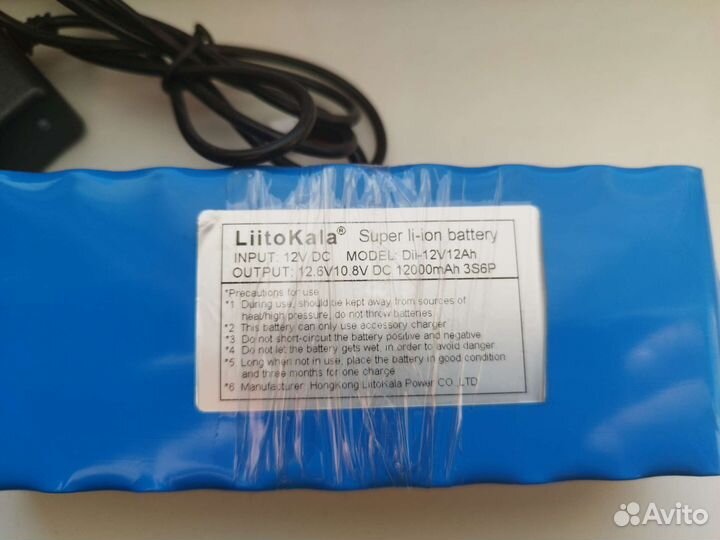 LiitoKala® Super li-ion battery
INPUT: 12V DC MODEL: Dii-12V12Ah
OUTPUT: 12.6V10.8V DC 12000mAh 3S6P
*Precautions for use
*1 During use, should be kept away from sources of
heat/high pressure, do not throw batteries
*2 This battery can only use accessory charger
*3 Do not short-circuit the battery positive and negative
*4 Do not let the battery gets wet, in order to avoid danger
*5 Long when not in use, place the battery in good condition
and three months for one charge
*6 Manufacturer: HongKong LiitoKala Power CO.,LTD
Avito